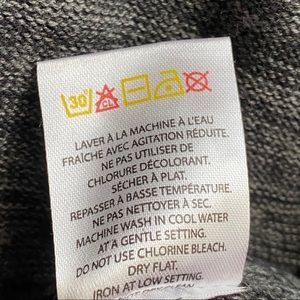 30°
CL
LAVER À LA MACHINE À L'EAU
FRAÎCHE AVEC AGITATION RÉDUITE.
NE PAS UTILISER DE
CHLORURE DÉCOLORANT.
SÉCHER À PLAT.
REPASSER À BASSE TEMPÉRATURE.
NE PAS NETTOYER À SEC.
MACHINE WASH IN COOL WATER
AT A GENTLE SETTING.
DO NOT USE CHLORINE BLEACH.
DRY FLAT.
IRON AT LOW SETTING.